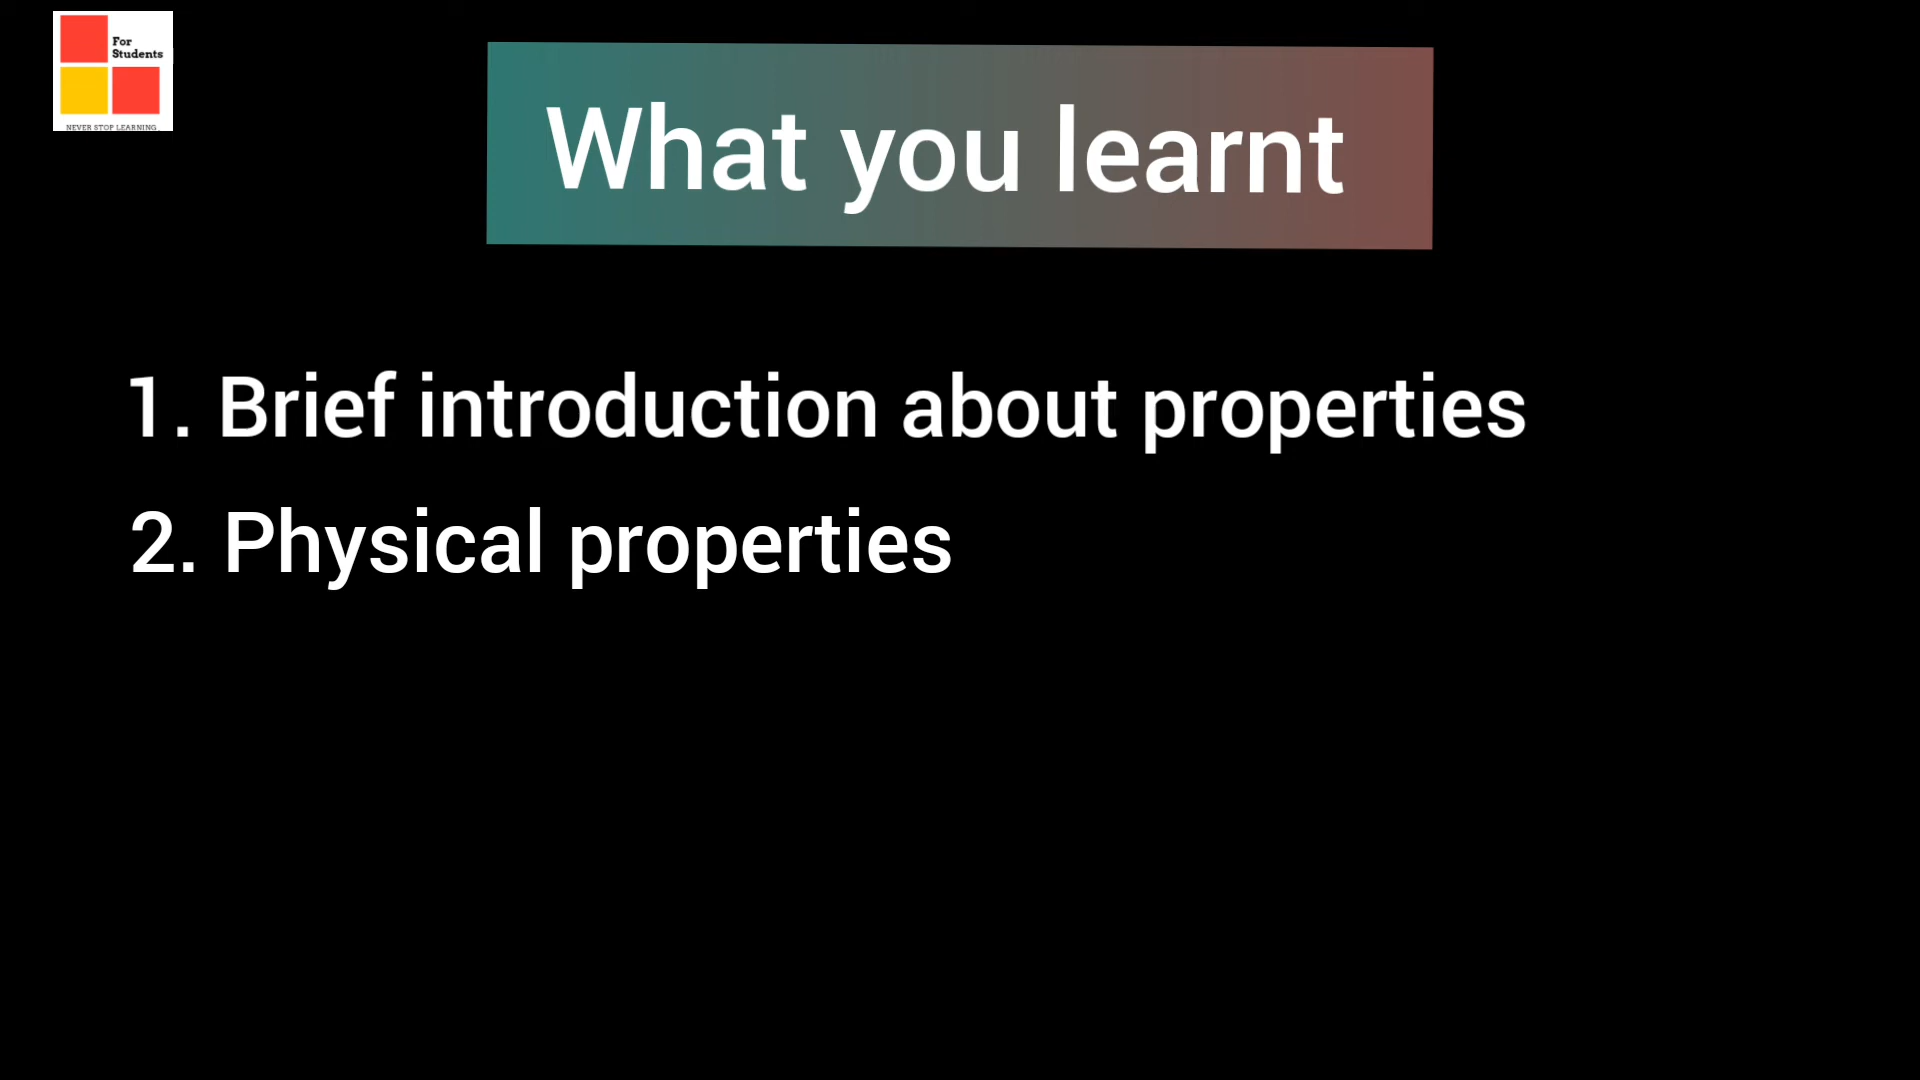 For
Students
NEVER STOP LEARNING
What you learnt
1. Brief introduction about properties
2. Physical properties